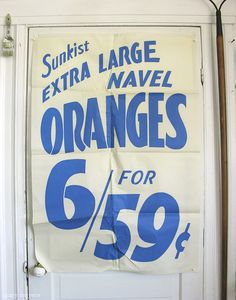 Sunkist
EXTRA LARGE
NAVEL
ORANGES
6/FOR 59¢